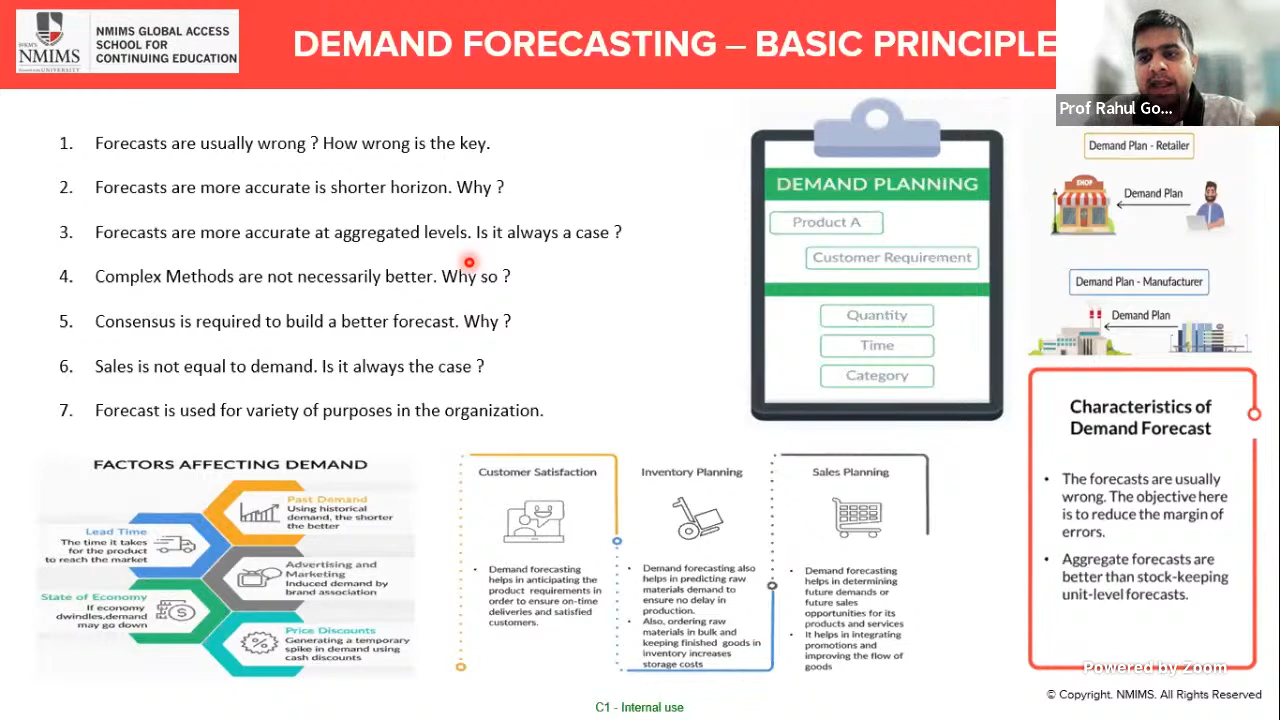 SVKM'S
NMIMS
NMIMS GLOBAL ACCESS
SCHOOL FOR
CONTINUING EDUCATION
DEMAND FORECASTING – BASIC PRINCIPLE
Prof Rahul Go...
1. Forecasts are usually wrong ? How wrong is the key.
2. Forecasts are more accurate is shorter horizon. Why ?
3. Forecasts are more accurate at aggregated levels. Is it always a case ?
4. Complex Methods are not necessarily better. Why so ?
5. Consensus is required to build a better forecast. Why ?
6. Sales is not equal to demand. Is it always the case ?
7. Forecast is used for variety of purposes in the organization.
DEMAND PLANNING
Product A
Customer Requirement
Quantity
Time
Category
Demand Plan - Retailer
SHOP
Demand Plan
Demand Plan - Manufacturer
Demand Plan
Characteristics of
Demand Forecast
• The forecasts are usually
wrong. The objective here
is to reduce the margin of
errors.
• Aggregate forecasts are
better than stock-keeping
unit-level forecasts.
FACTORS AFFECTING DEMAND
Past Demand
Using historical
demand, the shorter
the better
Lead Time
The time it takes
for the product
to reach the market
Advertising and
Marketing
Induced demand by
brand association
State of Economy
If economy
dwindles,demand
may go down
Price Discounts
Generating a temporary
spike in demand using
cash discounts
Customer Satisfaction
• Demand forecasting
helps in anticipating the
product requirements in
order to ensure on-time
deliveries and satisfied
customers.
Inventory Planning
• Demand forecasting also
helps in predicting raw
materials demand to
ensure no delay in
production.
• Also, ordering raw
materials in bulk and
keeping finished goods in
inventory increases
storage costs
Sales Planning
• Demand forecasting
helps in determining
future demands or
future sales
opportunities for its
products and services
• It helps in integrating
promotions and
improving the flow of
goods
Powered by Zoom
© Copyright. NMIMS. All Rights Reserved
C1 - Internal use